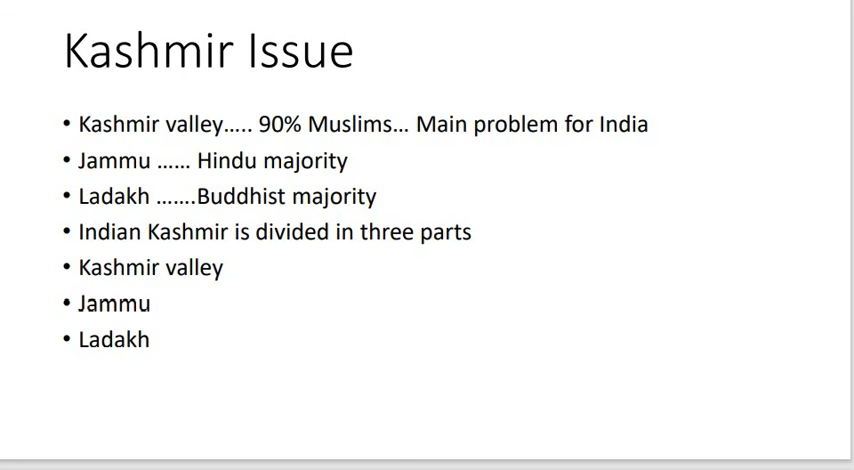 Kashmir Issue
• Kashmir valley..... 90% Muslims... Main problem for India
• Jammu ...... Hindu majority
• Ladakh .......Buddhist majority
• Indian Kashmir is divided in three parts
• Kashmir valley
• Jammu
• Ladakh